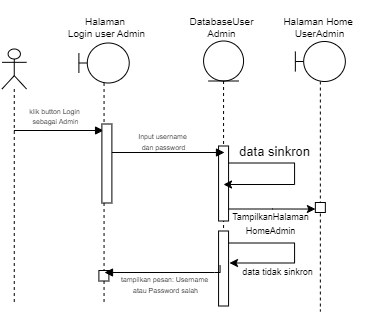 Halaman
Login user Admin
DatabaseUser
Admin
Halaman Home
UserAdmin
klik button Login
sebagai Admin
Input username
dan password
data sinkron
TampilkanHalaman
HomeAdmin
data tidak sinkron
tampilkan pesan: Username
atau Password salah